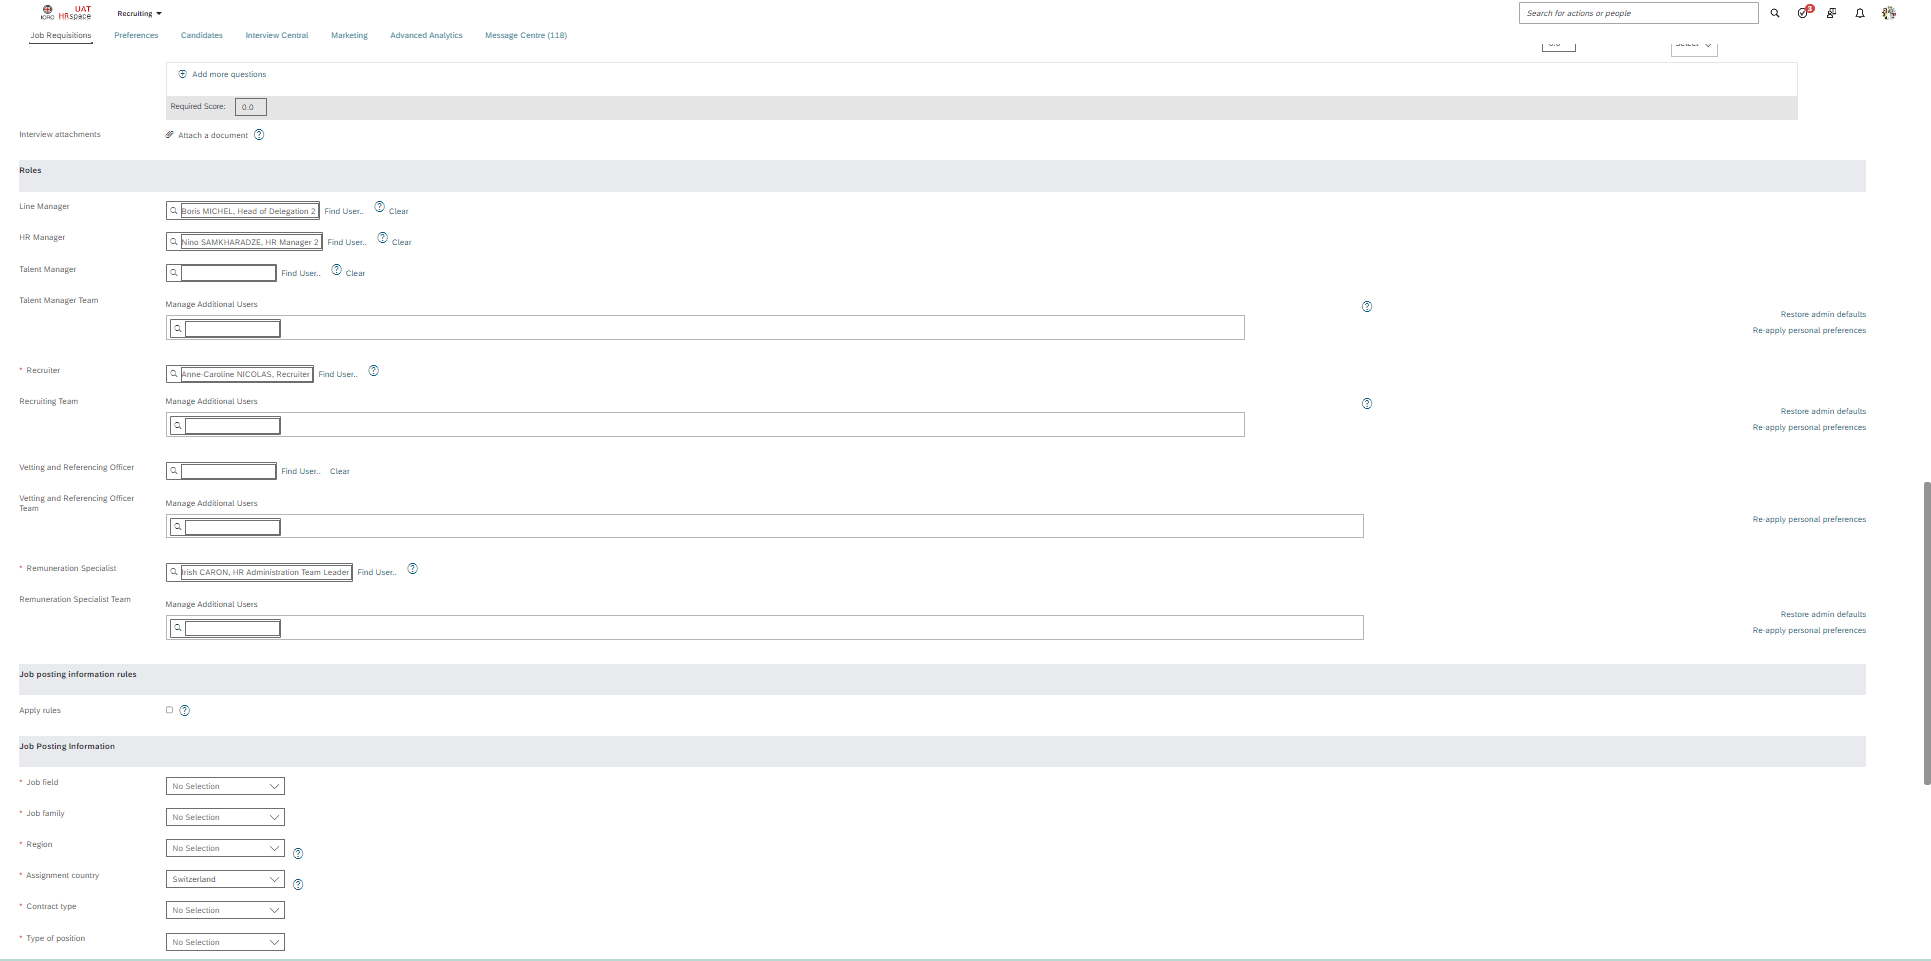 UAT
ICRC HRspace
Recruiting
Search for actions or people
3
Job Requisitions
Preferences
Candidates
Interview Central
Marketing
Advanced Analytics
Message Centre (118)
Add more questions
Required Score:
0.0
Interview attachments
Attach a document
Roles
Line Manager
Boris MICHEL, Head of Delegation 2
Find User..
Clear
HR Manager
Nino SAMKHARADZE, HR Manager 2
Find User..
Clear
Talent Manager
Find User..
Clear
Talent Manager Team
Manage Additional Users
Restore admin defaults
Re-apply personal preferences
* Recruiter
Anne-Caroline NICOLAS, Recruiter
Find User..
Recruiting Team
Manage Additional Users
Restore admin defaults
Re-apply personal preferences
Vetting and Referencing Officer
Find User..
Clear
Vetting and Referencing Officer
Team
Manage Additional Users
Re-apply personal preferences
* Remuneration Specialist
Irish CARON, HR Administration Team Leader
Find User..
Remuneration Specialist Team
Manage Additional Users
Restore admin defaults
Re-apply personal preferences
Job posting information rules
Apply rules
Job Posting Information
* Job field
No Selection
* Job family
No Selection
* Region
No Selection
* Assignment country
Switzerland
* Contract type
No Selection
* Type of position
No Selection